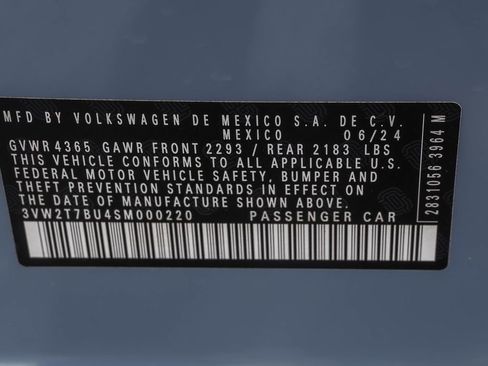 MFD BY VOLKSWAGEN DE MEXICO S.A. DE C.V.
MEXICO 06/24
GVWR 4365 GAWR FRONT 2293 / REAR 2183 LBS
THIS VEHICLE CONFORMS TO ALL APPLICABLE
FEDERAL MOTOR VEHICLE SAFETY, BUMPER AND
THEFT PREVENTION STANDARDS IN EFFECT ON
THE DATE OF MANUFACTURE SHOWN ABOVE.
3VW2T7BU4SM000220 PASSENGER CAR
2831056 3964 M